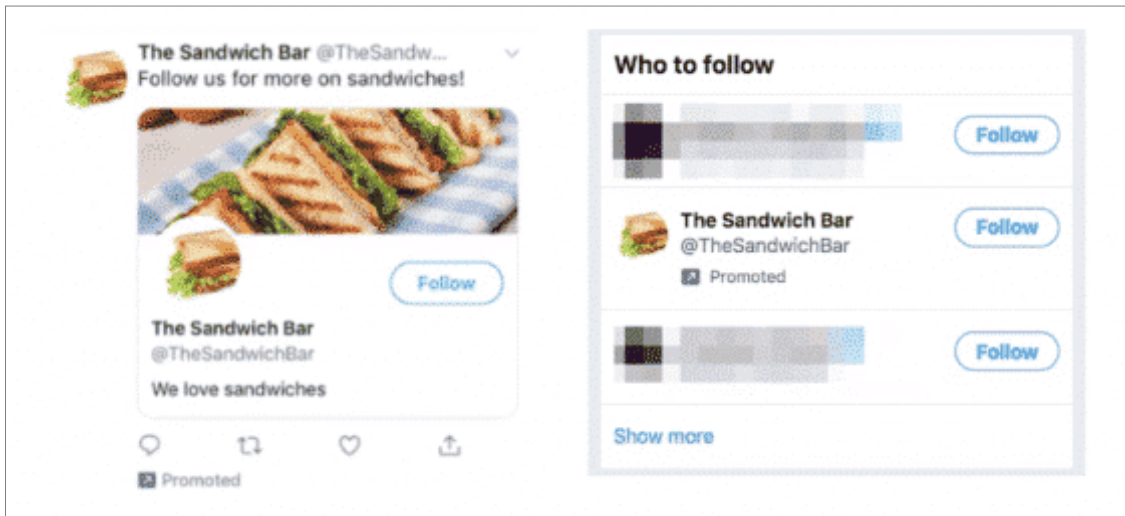 The Sandwich Bar @TheSandw...
Follow us for more on sandwiches!
Follow
The Sandwich Bar
@TheSandwichBar
We love sandwiches
Promoted
Who to follow
Follow
The Sandwich Bar
@TheSandwichBar
Promoted
Follow
Follow
Show more